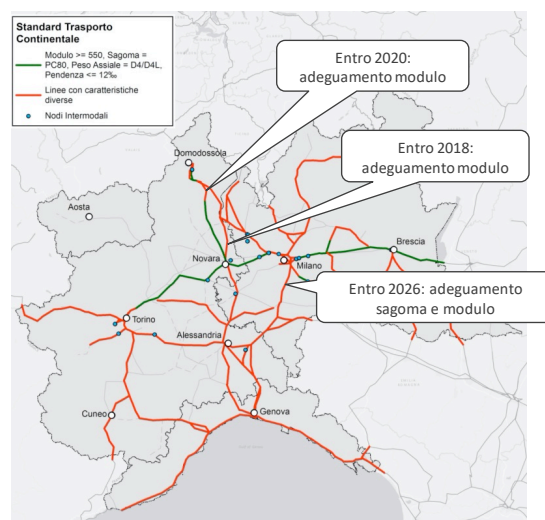 Standard Trasporto
Continentale
Modulo >= 550, Sagoma =
PC80, Peso Assiale = D4/D4L,
Pendenza <= 12‰
Linee con caratteristiche
diverse
Nodi Intermodali
Entro 2020:
adeguamento modulo
Entro 2018:
adeguamento modulo
Domodossola
Aosta
Novara
Milano
Brescia
Entro 2026: adeguamento
sagoma e modulo
Torino
Alessandria
Cuneo
Genova